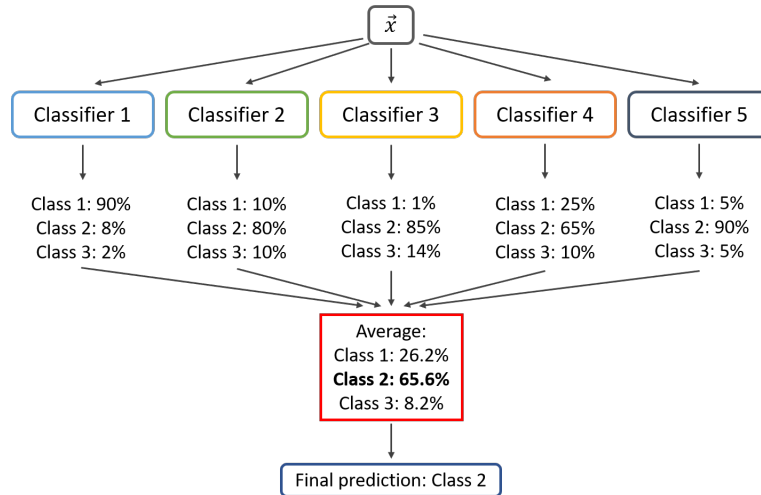 x⃗
Classifier 1
Classifier 2
Classifier 3
Classifier 4
Classifier 5
Class 1: 90%
Class 2: 8%
Class 3: 2%
Class 1: 10%
Class 2: 80%
Class 3: 10%
Class 1: 1%
Class 2: 85%
Class 3: 14%
Class 1: 25%
Class 2: 65%
Class 3: 10%
Class 1: 5%
Class 2: 90%
Class 3: 5%
Average:
Class 1: 26.2%
Class 2: 65.6%
Class 3: 8.2%
Final prediction: Class 2